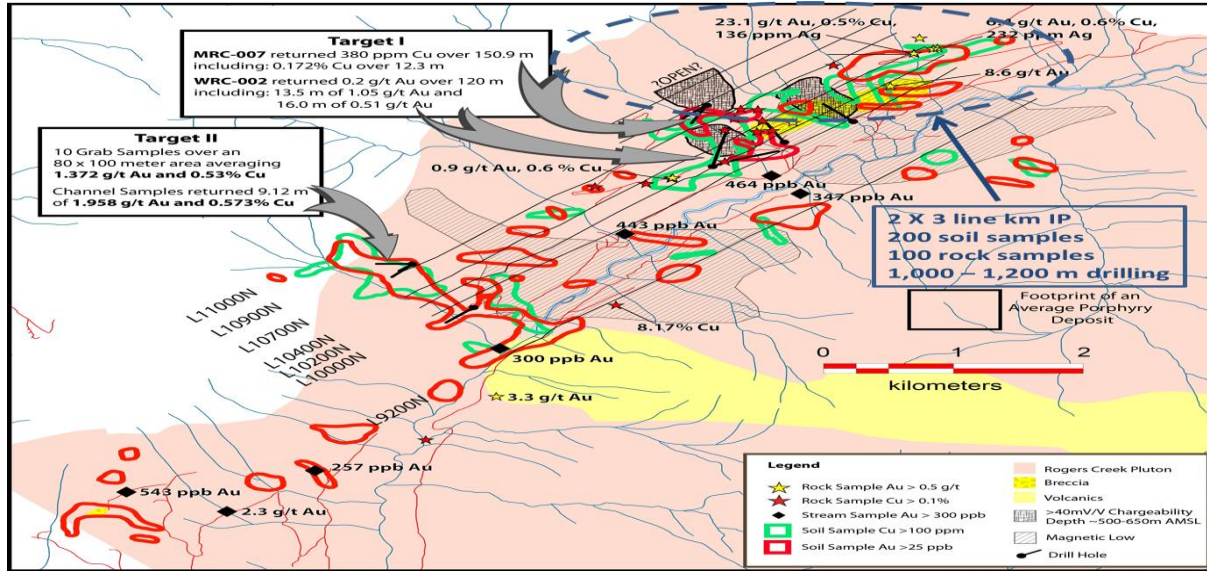 Target I
MRC-007 returned 380 ppm Cu over 150.9 m
including: 0.172% Cu over 12.3 m
WRC-002 returned 0.2 g/t Au over 120 m
including: 13.5 m of 1.05 g/t Au and
16.0 m of 0.51 g/t Au
23.1 g/t Au, 0.5% Cu,
136 ppm Ag
0.6% Cu,
232 ppm Ag
8.6 g/t Au
?OPEN?
Target II
10 Grab Samples over an
80 x 100 meter area averaging
1.372 g/t Au and 0.53% Cu
Channel Samples returned 9.12 m
of 1.958 g/t Au and 0.573% Cu
0.9 g/t Au, 0.6 % Cu
464 ppb Au
347 ppb Au
443 ppb Au
2 X 3 line km IP
200 soil samples
100 rock samples
1,000 – 1,200 m drilling
Footprint of an
Average Porphyry
Deposit
8.17% Cu
0 1 2
kilometers
L11000N
L10900N
L10700N
L10400N
L10200N
L10000N
L9200N
300 ppb Au
3.3 g/t Au
257 ppb Au
543 ppb Au
2.3 g/t Au
Legend
Rock Sample Au > 0.5 g/t
Rock Sample Cu > 0.1%
Stream Sample Au > 300 ppb
Soil Sample Cu >100 ppm
Soil Sample Au >25 ppb
Rogers Creek Pluton
Breccia
Volcanics
>40mV/V Chargeability
Depth ~500-650m AMSL
Magnetic Low
Drill Hole